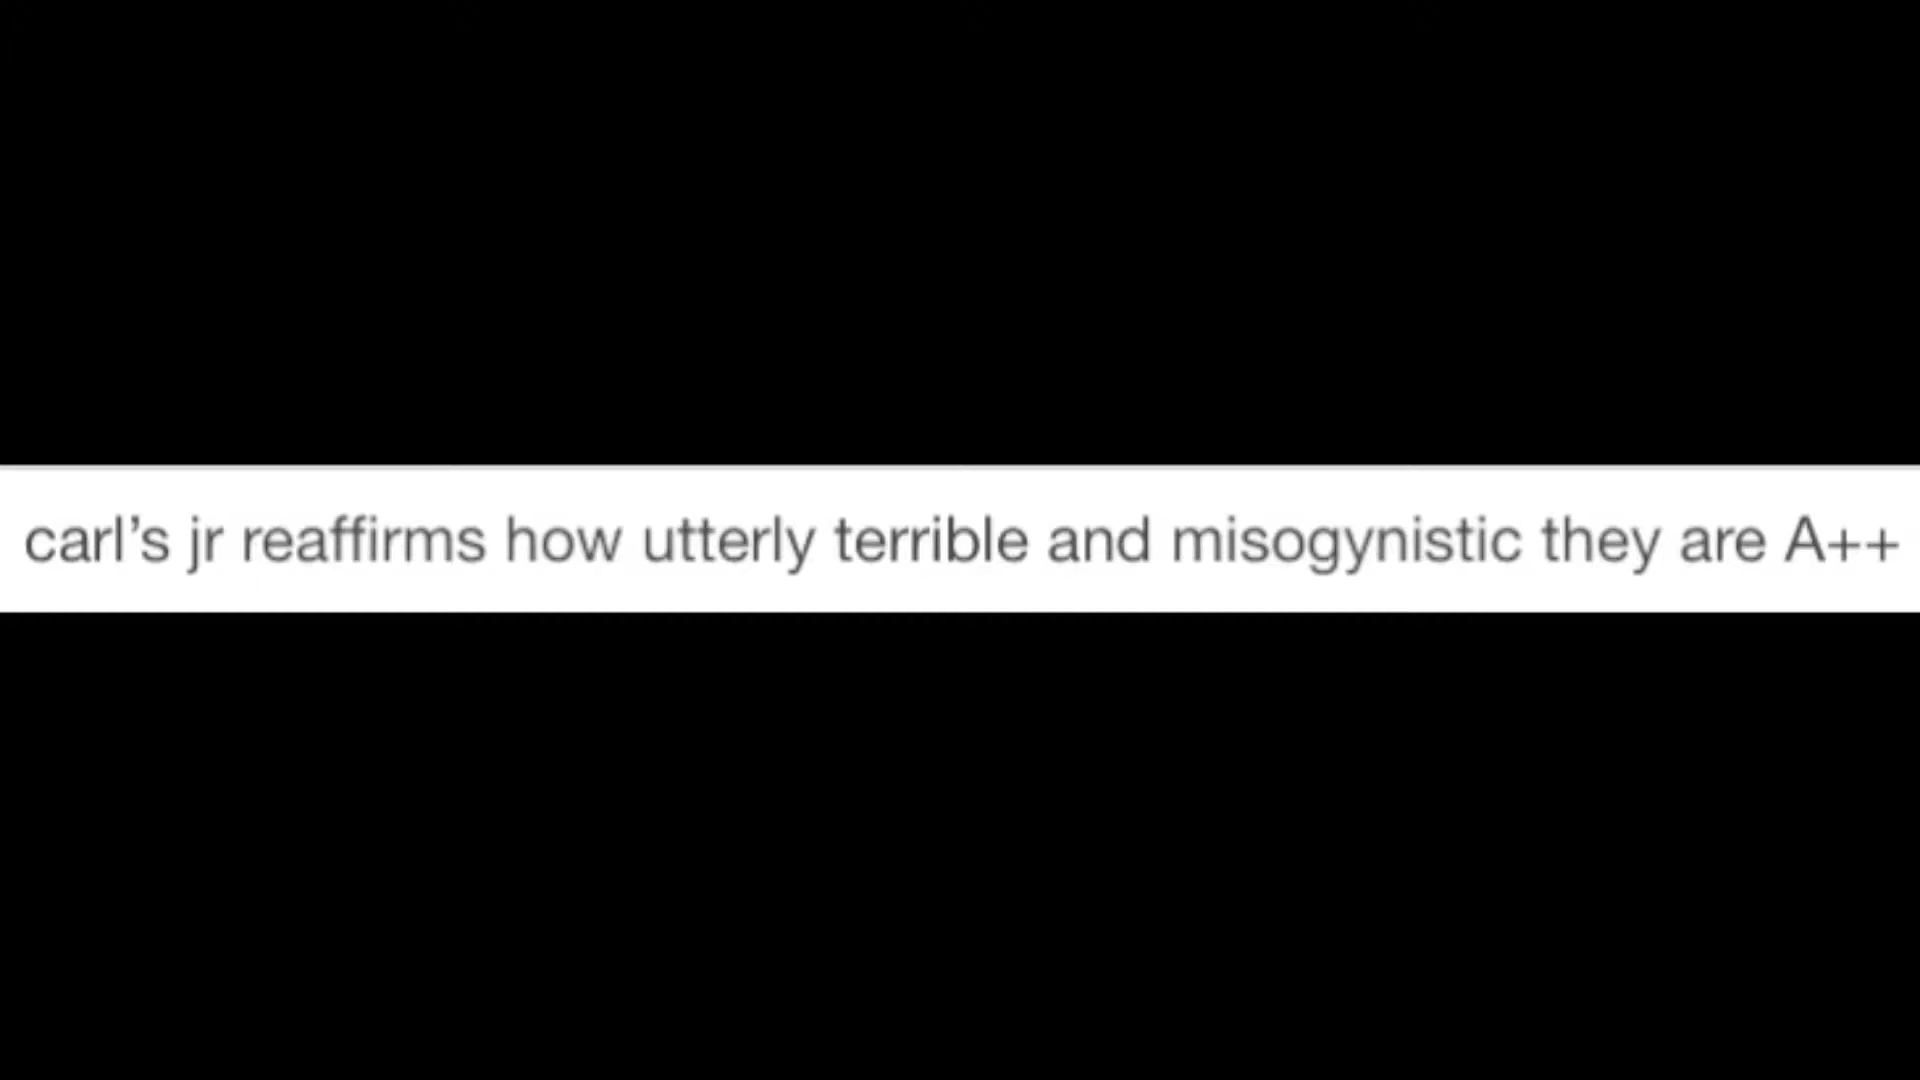 carl’s jr reaffirms how utterly terrible and misogynistic they are A++